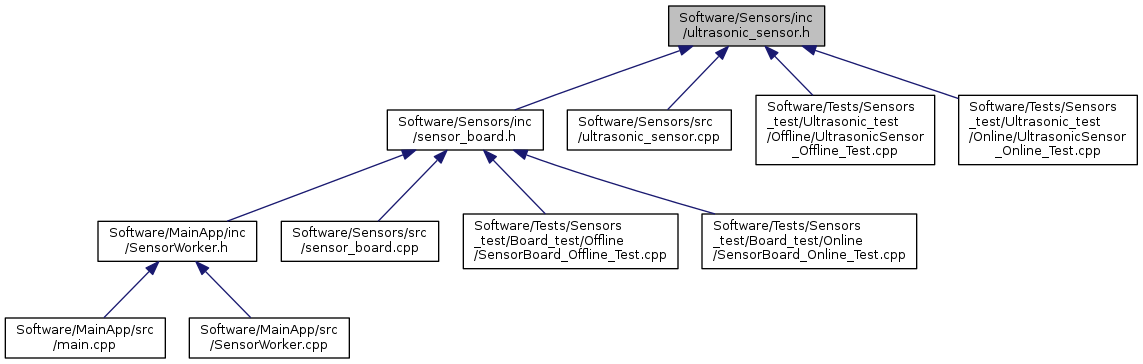 Software/Sensors/inc
/ultrasonic_sensor.h
Software/Sensors/inc
/sensor_board.h
Software/Sensors/src
/ultrasonic_sensor.cpp
Software/Tests/Sensors
_test/Ultrasonic_test
/Offline/UltrasonicSensor
_Offline_Test.cpp
Software/Tests/Sensors
_test/Ultrasonic_test
/Online/UltrasonicSensor
_Online_Test.cpp
Software/MainApp/inc
/SensorWorker.h
Software/Sensors/src
/sensor_board.cpp
Software/Tests/Sensors
_test/Board_test/Offline
/SensorBoard_Offline_Test.cpp
Software/Tests/Sensors
_test/Board_test/Online
/SensorBoard_Online_Test.cpp
Software/MainApp/src
/main.cpp
Software/MainApp/src
/SensorWorker.cpp